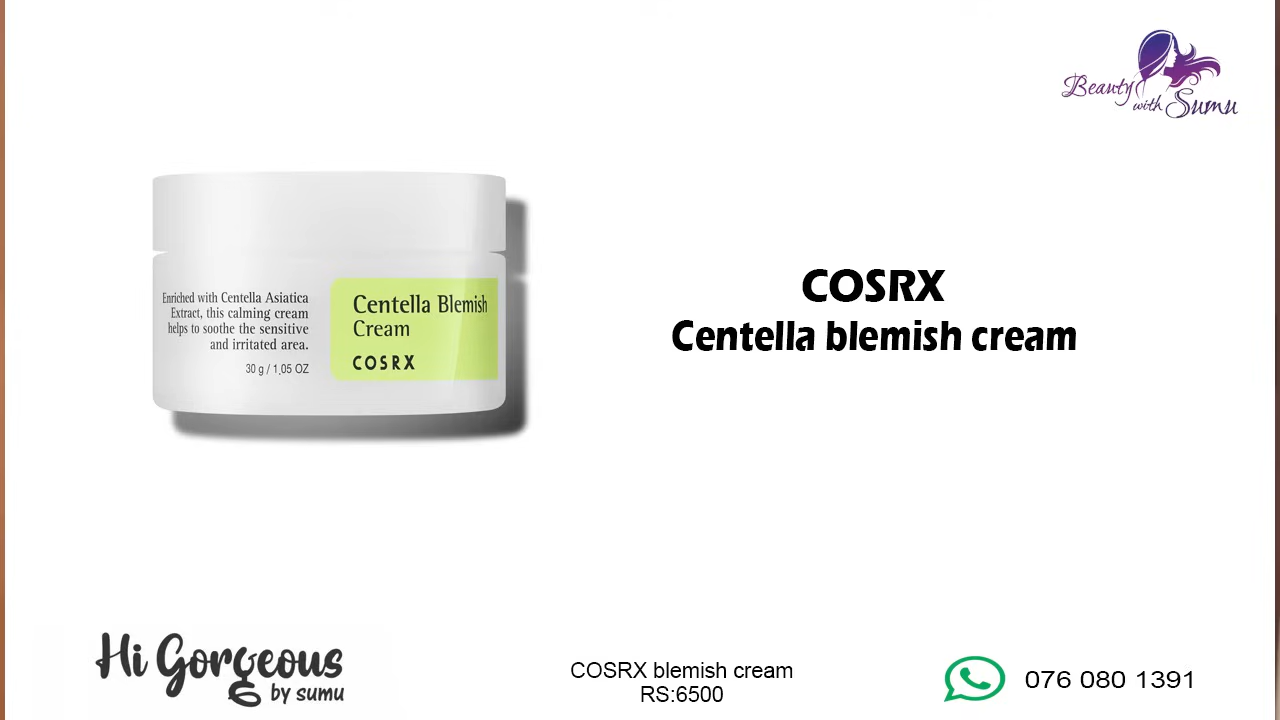 Beauty
with Sumu
Enriched with Centella Asiatica
Extract, this calming cream
helps to soothe the sensitive
and irritated area.
30 g / 1,05 OZ
Centella Blemish
Cream
COSRX
COSRX
Centella blemish cream
Hi Gorgeous
by sumu
COSRX blemish cream
RS:6500
076 080 1391